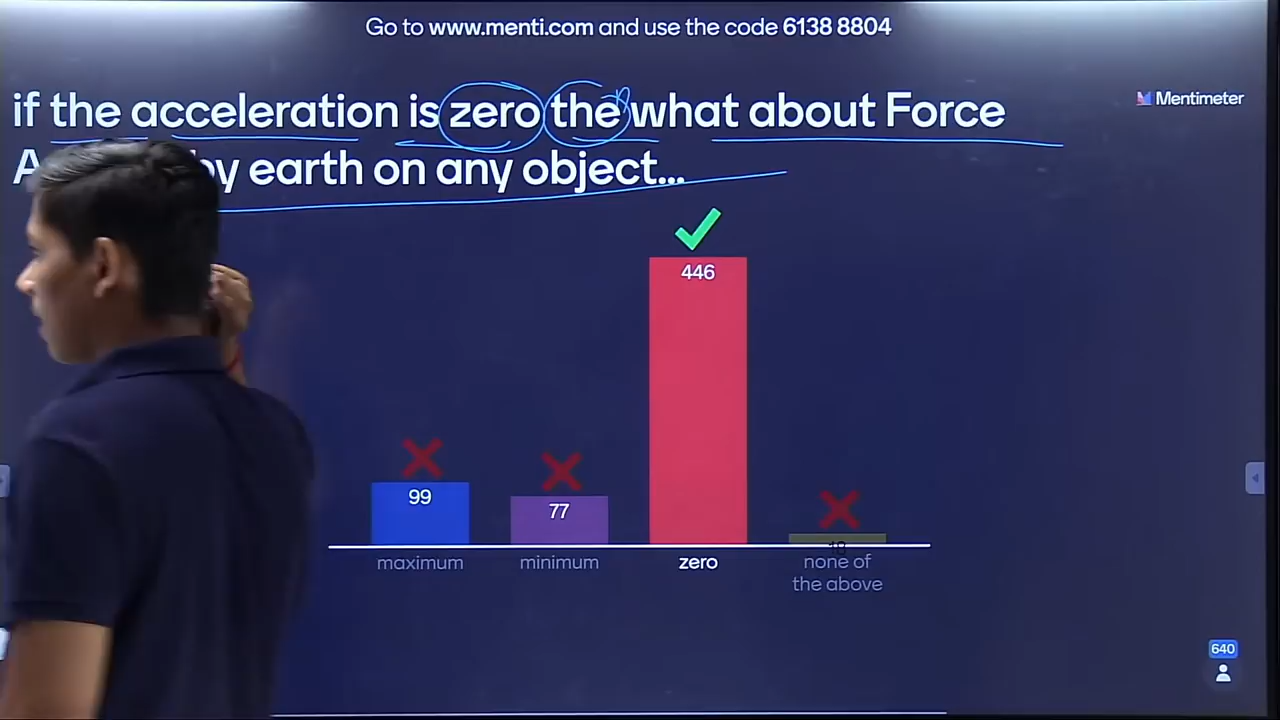 Go to www.menti.com and use the code 6138 8804
if the acceleration is zero the n what about Force
Mentimeter
by earth on any object...
446
99
77
18
maximum
minimum
zero
none of
the above
640